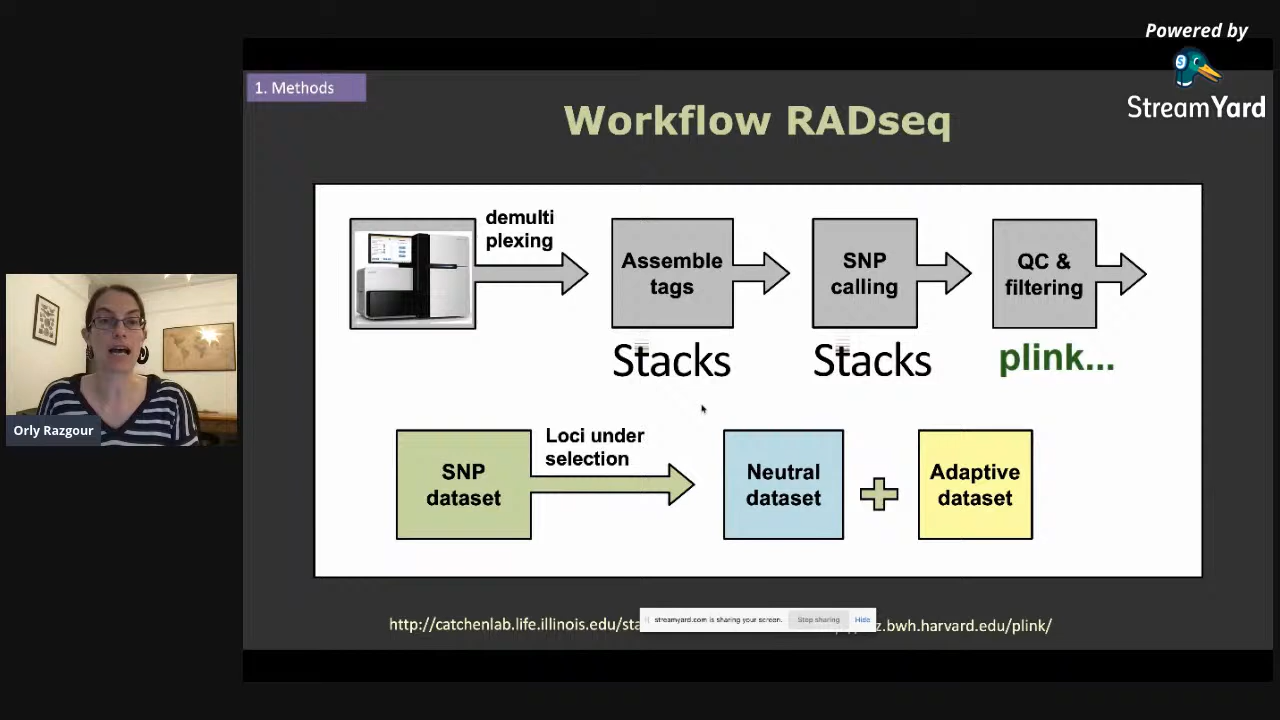 Powered by
StreamYard
1. Methods
Workflow RADseq
demulti
plexing
Assemble
tags
SNP
calling
QC &
filtering
Stacks
Stacks
plink...
Orly Razgour
SNP
dataset
Loci under
selection
Neutral
dataset
Adaptive
dataset
http://catchenlab.life.illinois.edu/sta
streamyard.com is sharing your screen.
Stop sharing
Hide
z.bwh.harvard.edu/plink/